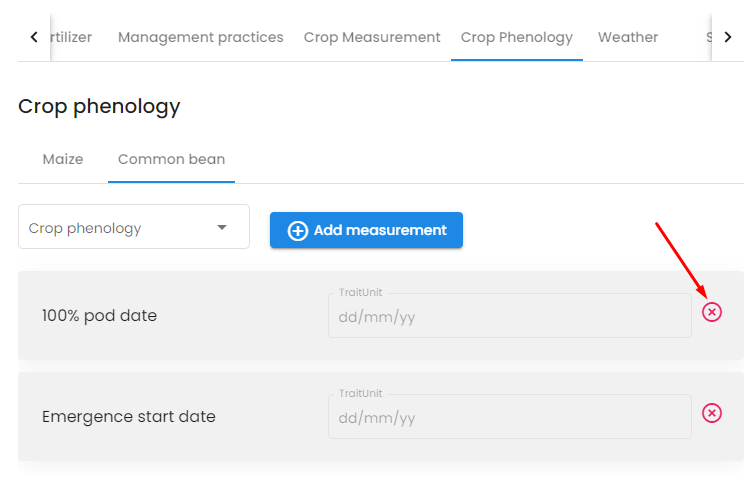 rtilizer Management practices Crop Measurement Crop Phenology Weather S
Crop phenology
Maize Common bean
Crop phenology Add measurement
TraitUnit
100% pod date dd/mm/yy
TraitUnit
Emergence start date dd/mm/yy